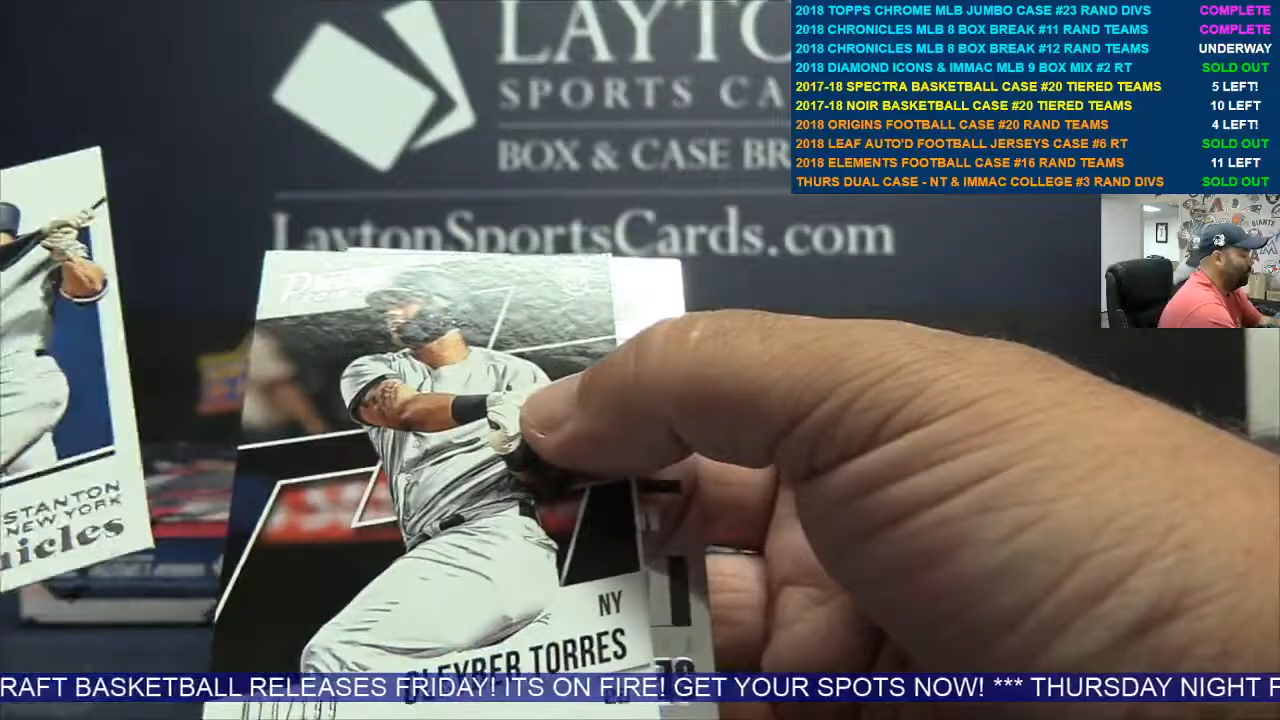 LAYTO
SPORTS CA
BOX & CASE BR
LaytonSportsCards.com
2018 TOPPS CHROME MLB JUMBO CASE #23 RAND DIVS COMPLETE
2018 CHRONICLES MLB 8 BOX BREAK #11 RAND TEAMS COMPLETE
2018 CHRONICLES MLB 8 BOX BREAK #12 RAND TEAMS UNDERWAY
2018 DIAMOND ICONS & IMMAC MLB 9 BOX MIX #2 RT SOLD OUT
2017-18 SPECTRA BASKETBALL CASE #20 TIERED TEAMS 5 LEFT!
2017-18 NOIR BASKETBALL CASE #20 TIERED TEAMS 10 LEFT
2018 ORIGINS FOOTBALL CASE #20 RAND TEAMS 4 LEFT!
2018 LEAF AUTO'D FOOTBALL JERSEYS CASE #6 RT SOLD OUT
2018 ELEMENTS FOOTBALL CASE #16 RAND TEAMS 11 LEFT
THURS DUAL CASE - NT & IMMAC COLLEGE #3 RAND DIVS SOLD OUT
STANTON
NEW YORK
nicles
NY
GLEYBER TORRES
RAFT BASKETBALL RELEASES FRIDAY! ITS ON FIRE! GET YOUR SPOTS NOW! *** THURSDAY NIGHT F